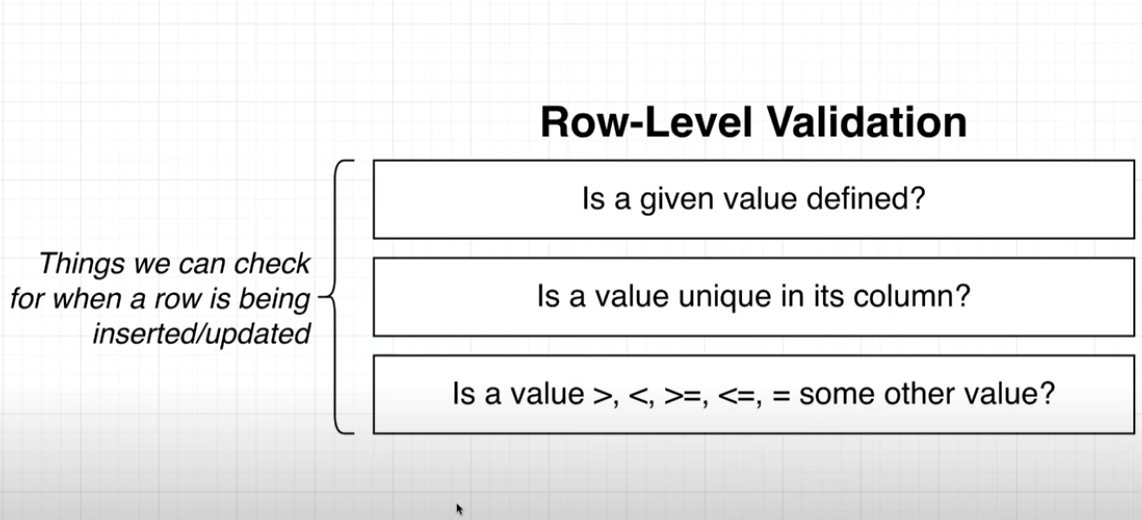 Row-Level Validation
Is a given value defined?
Things we can check
for when a row is being
inserted/updated
Is a value unique in its column?
Is a value >, <, >=, <=, = some other value?